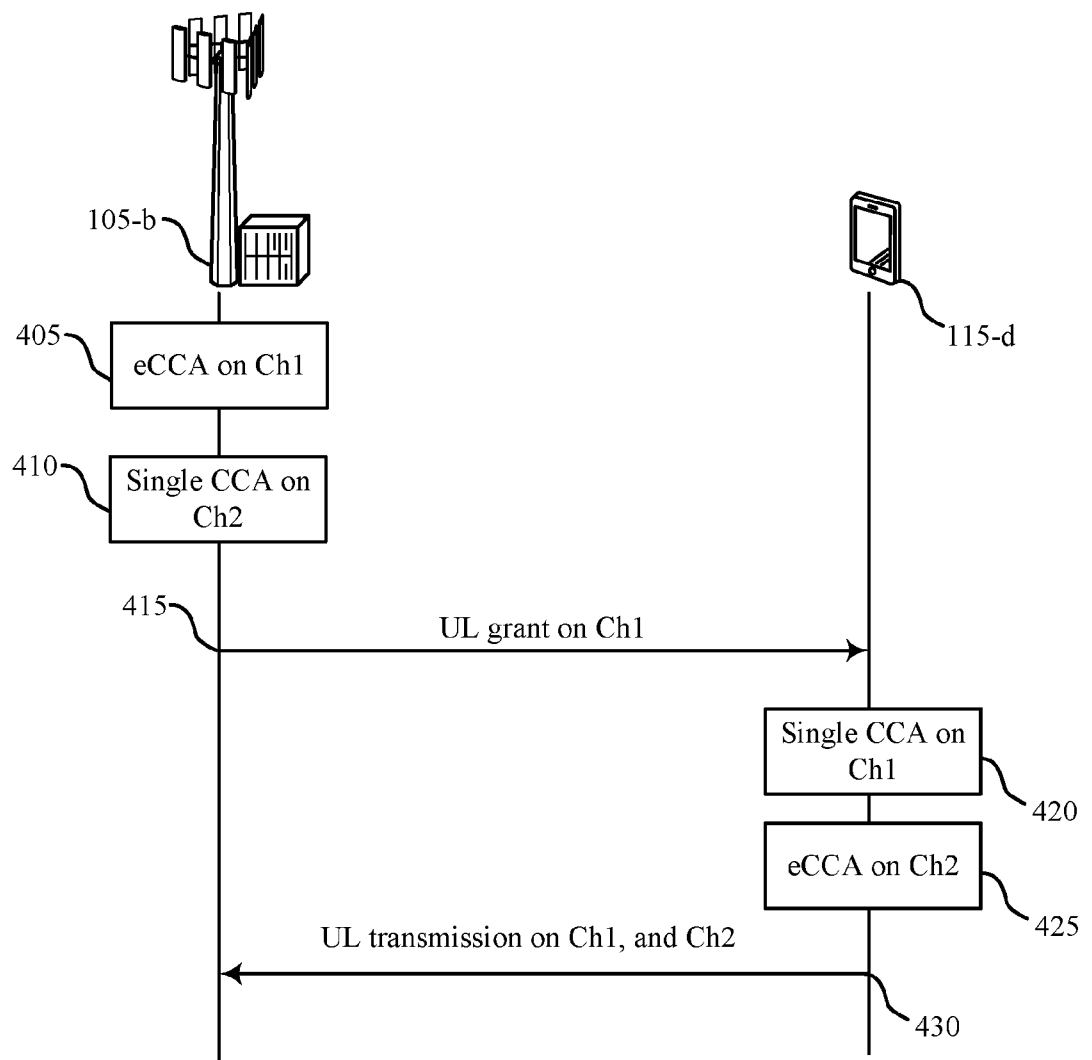 105-b
115-d
405
eCCA on Ch1
410
Single CCA on
Ch2
415
UL grant on Ch1
Single CCA on
Ch1
420
eCCA on Ch2
425
UL transmission on Ch1, and Ch2
430